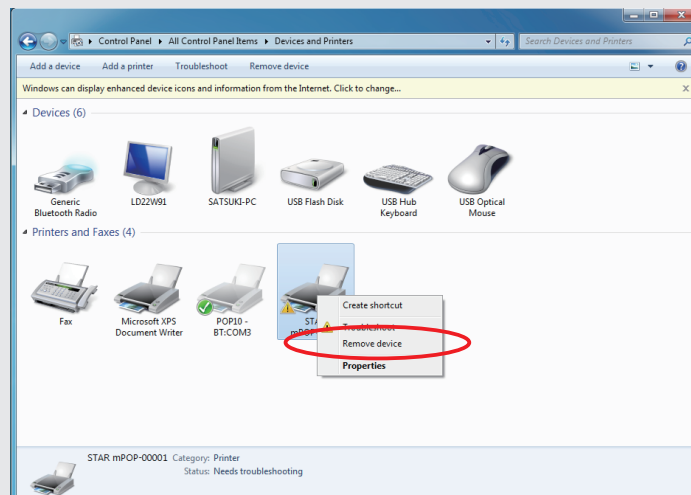 Control Panel ▸ All Control Panel Items ▸ Devices and Printers
Search Devices and Printers
Add a device Add a printer Troubleshoot Remove device
Windows can display enhanced device icons and information from the Internet. Click to change...
Devices (6)
Generic
Bluetooth Radio
LD22W91
SATSUKI-PC
USB Flash Disk
USB Hub
Keyboard
USB Optical
Mouse
Printers and Faxes (4)
Fax
Microsoft XPS
Document Writer
POP10 -
BT:COM3
Create shortcut
Troubleshoot
Remove device
Properties
STAR mPOP-00001 Category: Printer
Status: Needs troubleshooting